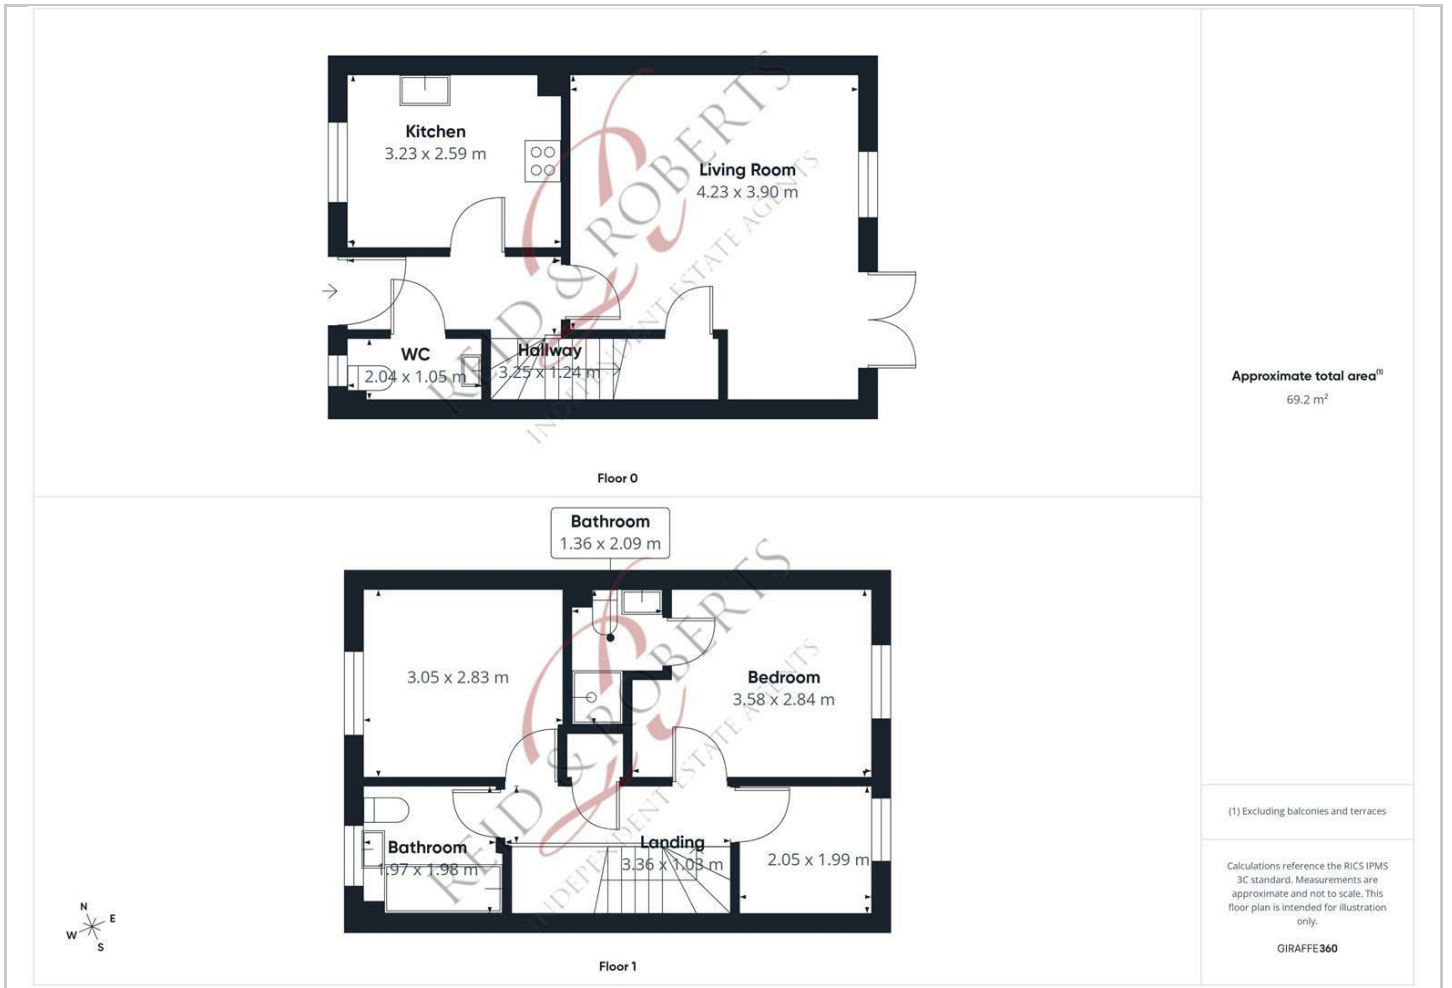 Kitchen
3.23 x 2.59 m
Living Room
4.23 x 3.90 m
WC
2.04 x 1.05 m
Hallway
3.25 x 1.24 m
REID & ROBERTS
INDEPENDENT ESTATE AGENTS
Floor 0
Approximate total area(1)
69.2 m²
Bathroom
1.36 x 2.09 m
3.05 x 2.83 m
Bedroom
3.58 x 2.84 m
Bathroom
1.97 x 1.98 m
Landing
3.36 x 1.03 m
2.05 x 1.99 m
REID & ROBERTS
INDEPENDENT ESTATE AGENTS
N
E
W
S
Floor 1
(1) Excluding balconies and terraces
Calculations reference the RICS IPMS
3C standard. Measurements are
approximate and not to scale. This
floor plan is intended for illustration
only.
GIRAFFE360